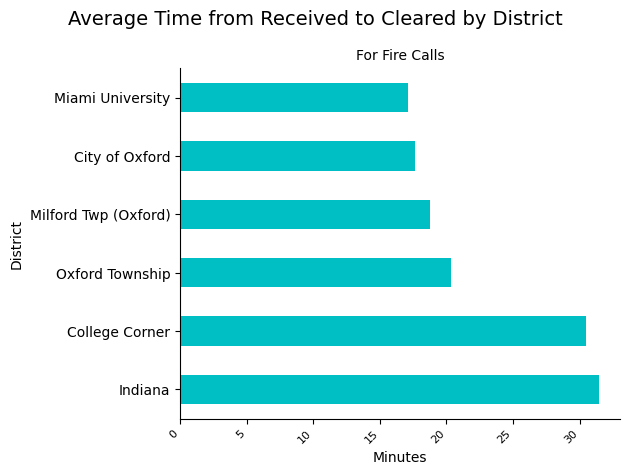 Average Time from Received to Cleared by District
For Fire Calls
Miami University
City of Oxford
Milford Twp (Oxford)
Oxford Township
College Corner
Indiana
District
0 5 10 15 20 25 30
Minutes